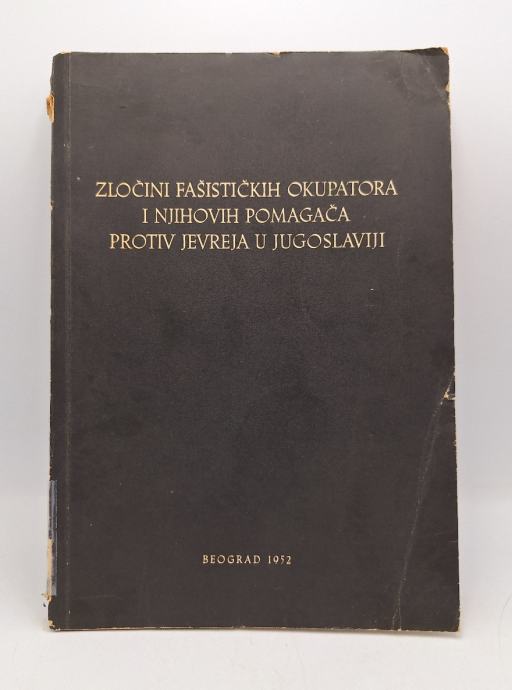 ZLOČINI FAŠISTIČKIH OKUPATORA
I NJIHOVIH POMAGAČA
PROTIV JEVREJA U JUGOSLAVIJI
BEOGRAD 1952